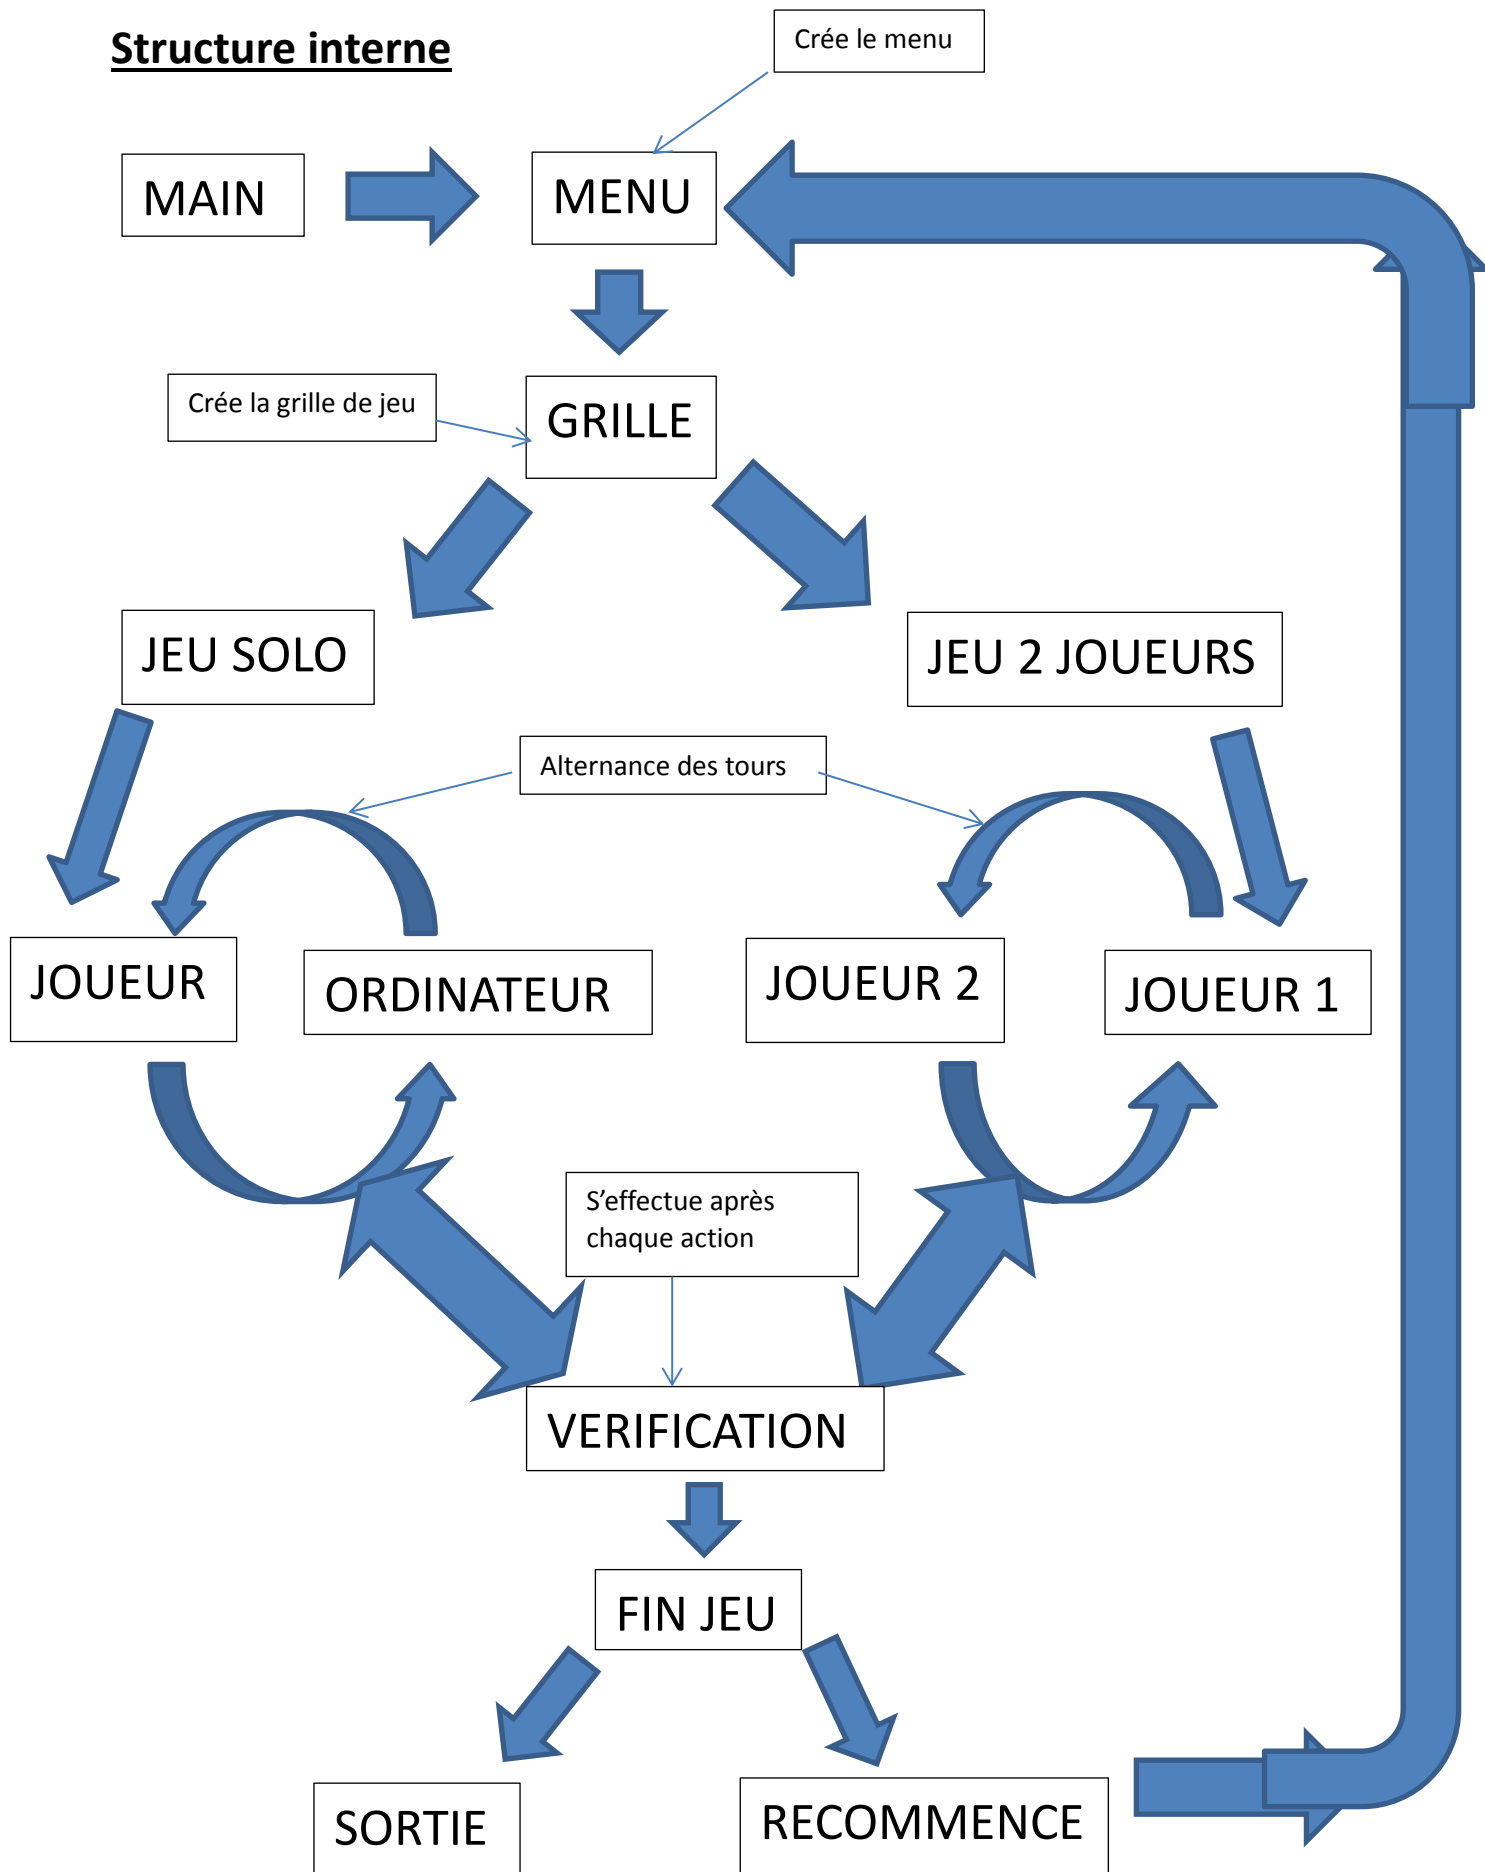 Structure interne
Crée le menu
MAIN
MENU
Crée la grille de jeu
GRILLE
JEU SOLO
JEU 2 JOUEURS
Alternance des tours
JOUEUR
ORDINATEUR
JOUEUR 2
JOUEUR 1
S’effectue après
chaque action
VERIFICATION
FIN JEU
SORTIE
RECOMMENCE